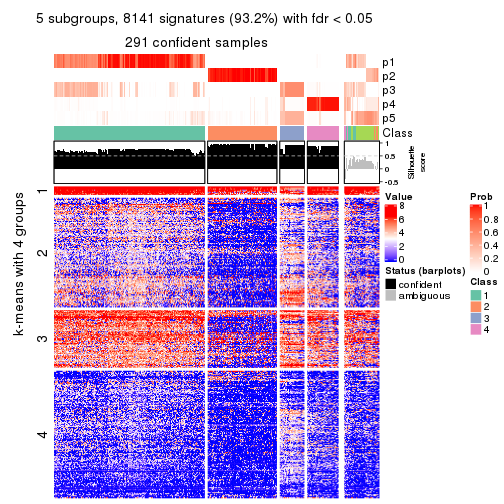 5 subgroups, 8141 signatures (93.2%) with fdr < 0.05
291 confident samples
p1
p2
p3
p4
p5
Class
1
0.5
0
-0.5
Silhouette
score
k-means with 4 groups
1
2
3
4
Value
8
6
4
2
0
Status (barplots)
confident
ambiguous
Prob
1
0.8
0.6
0.4
0.2
0
Class
1
2
3
4